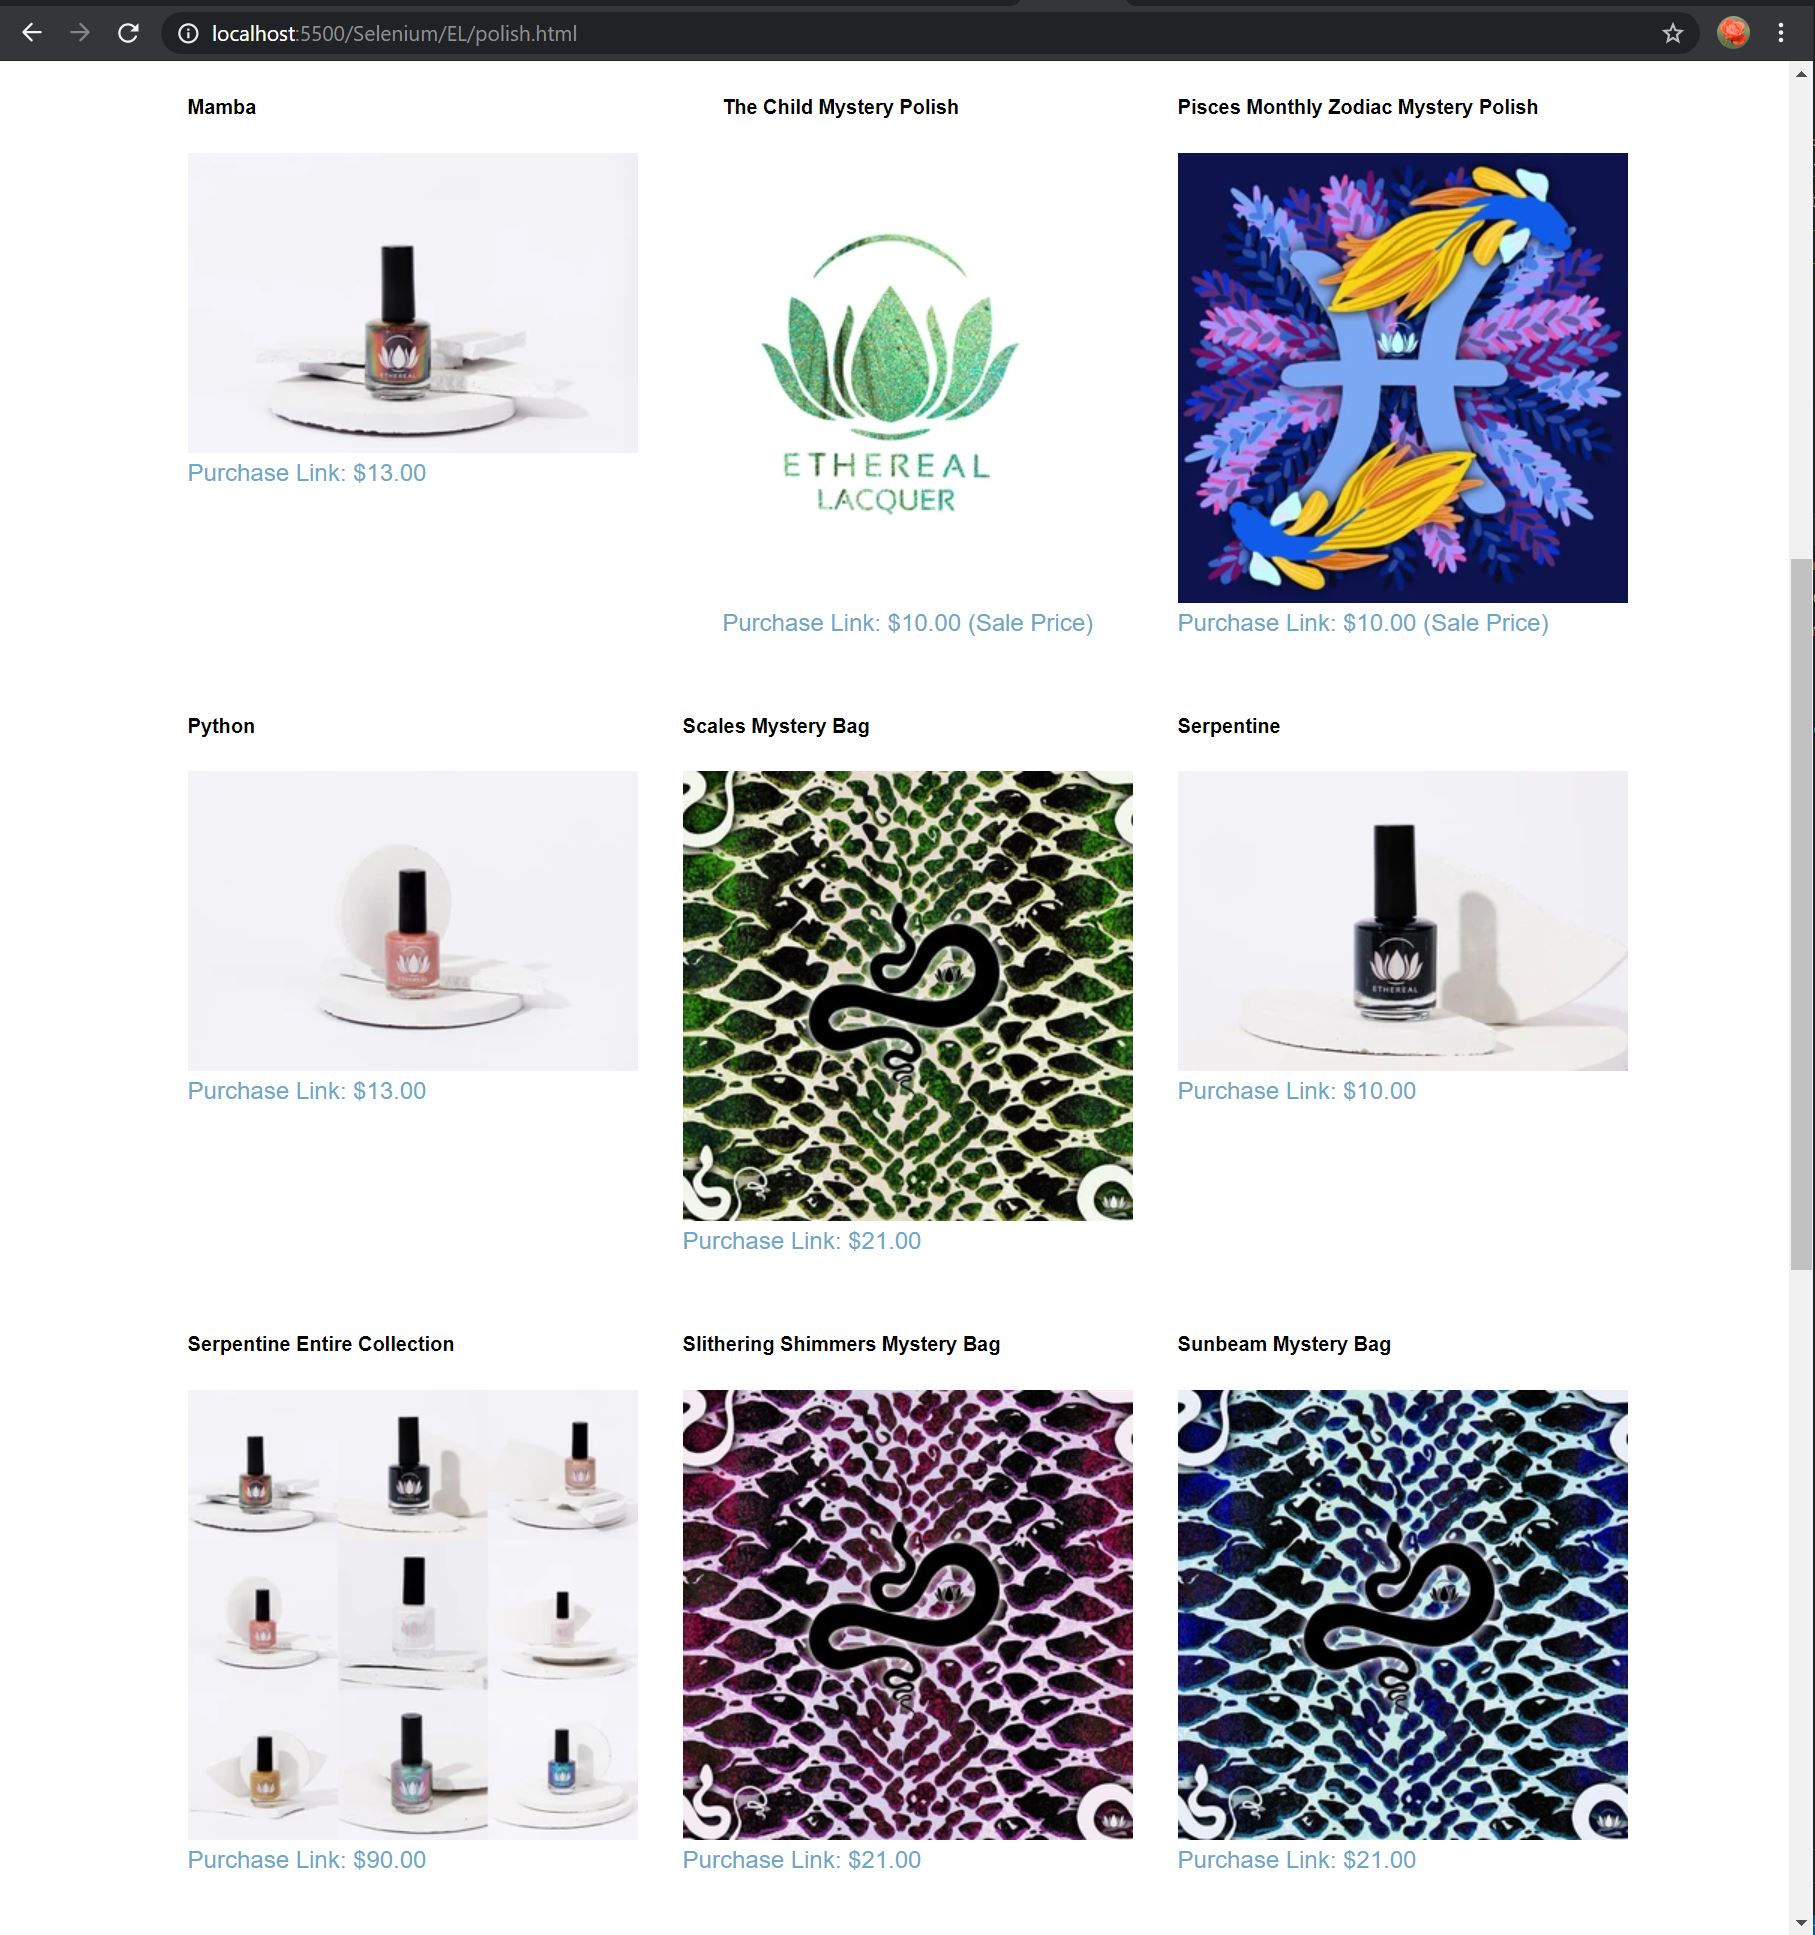 localhost:5500/Selenium/EL/polish.html
Mamba
The Child Mystery Polish
Pisces Monthly Zodiac Mystery Polish
ETHEREAL
ETHEREAL
LACQUER
Purchase Link: $13.00
Purchase Link: $10.00 (Sale Price)
Purchase Link: $10.00 (Sale Price)
Python
Scales Mystery Bag
Serpentine
ETHEREAL
ETHEREAL
Purchase Link: $13.00
Purchase Link: $10.00
Purchase Link: $21.00
Serpentine Entire Collection
Slithering Shimmers Mystery Bag
Sunbeam Mystery Bag
Purchase Link: $90.00
Purchase Link: $21.00
Purchase Link: $21.00